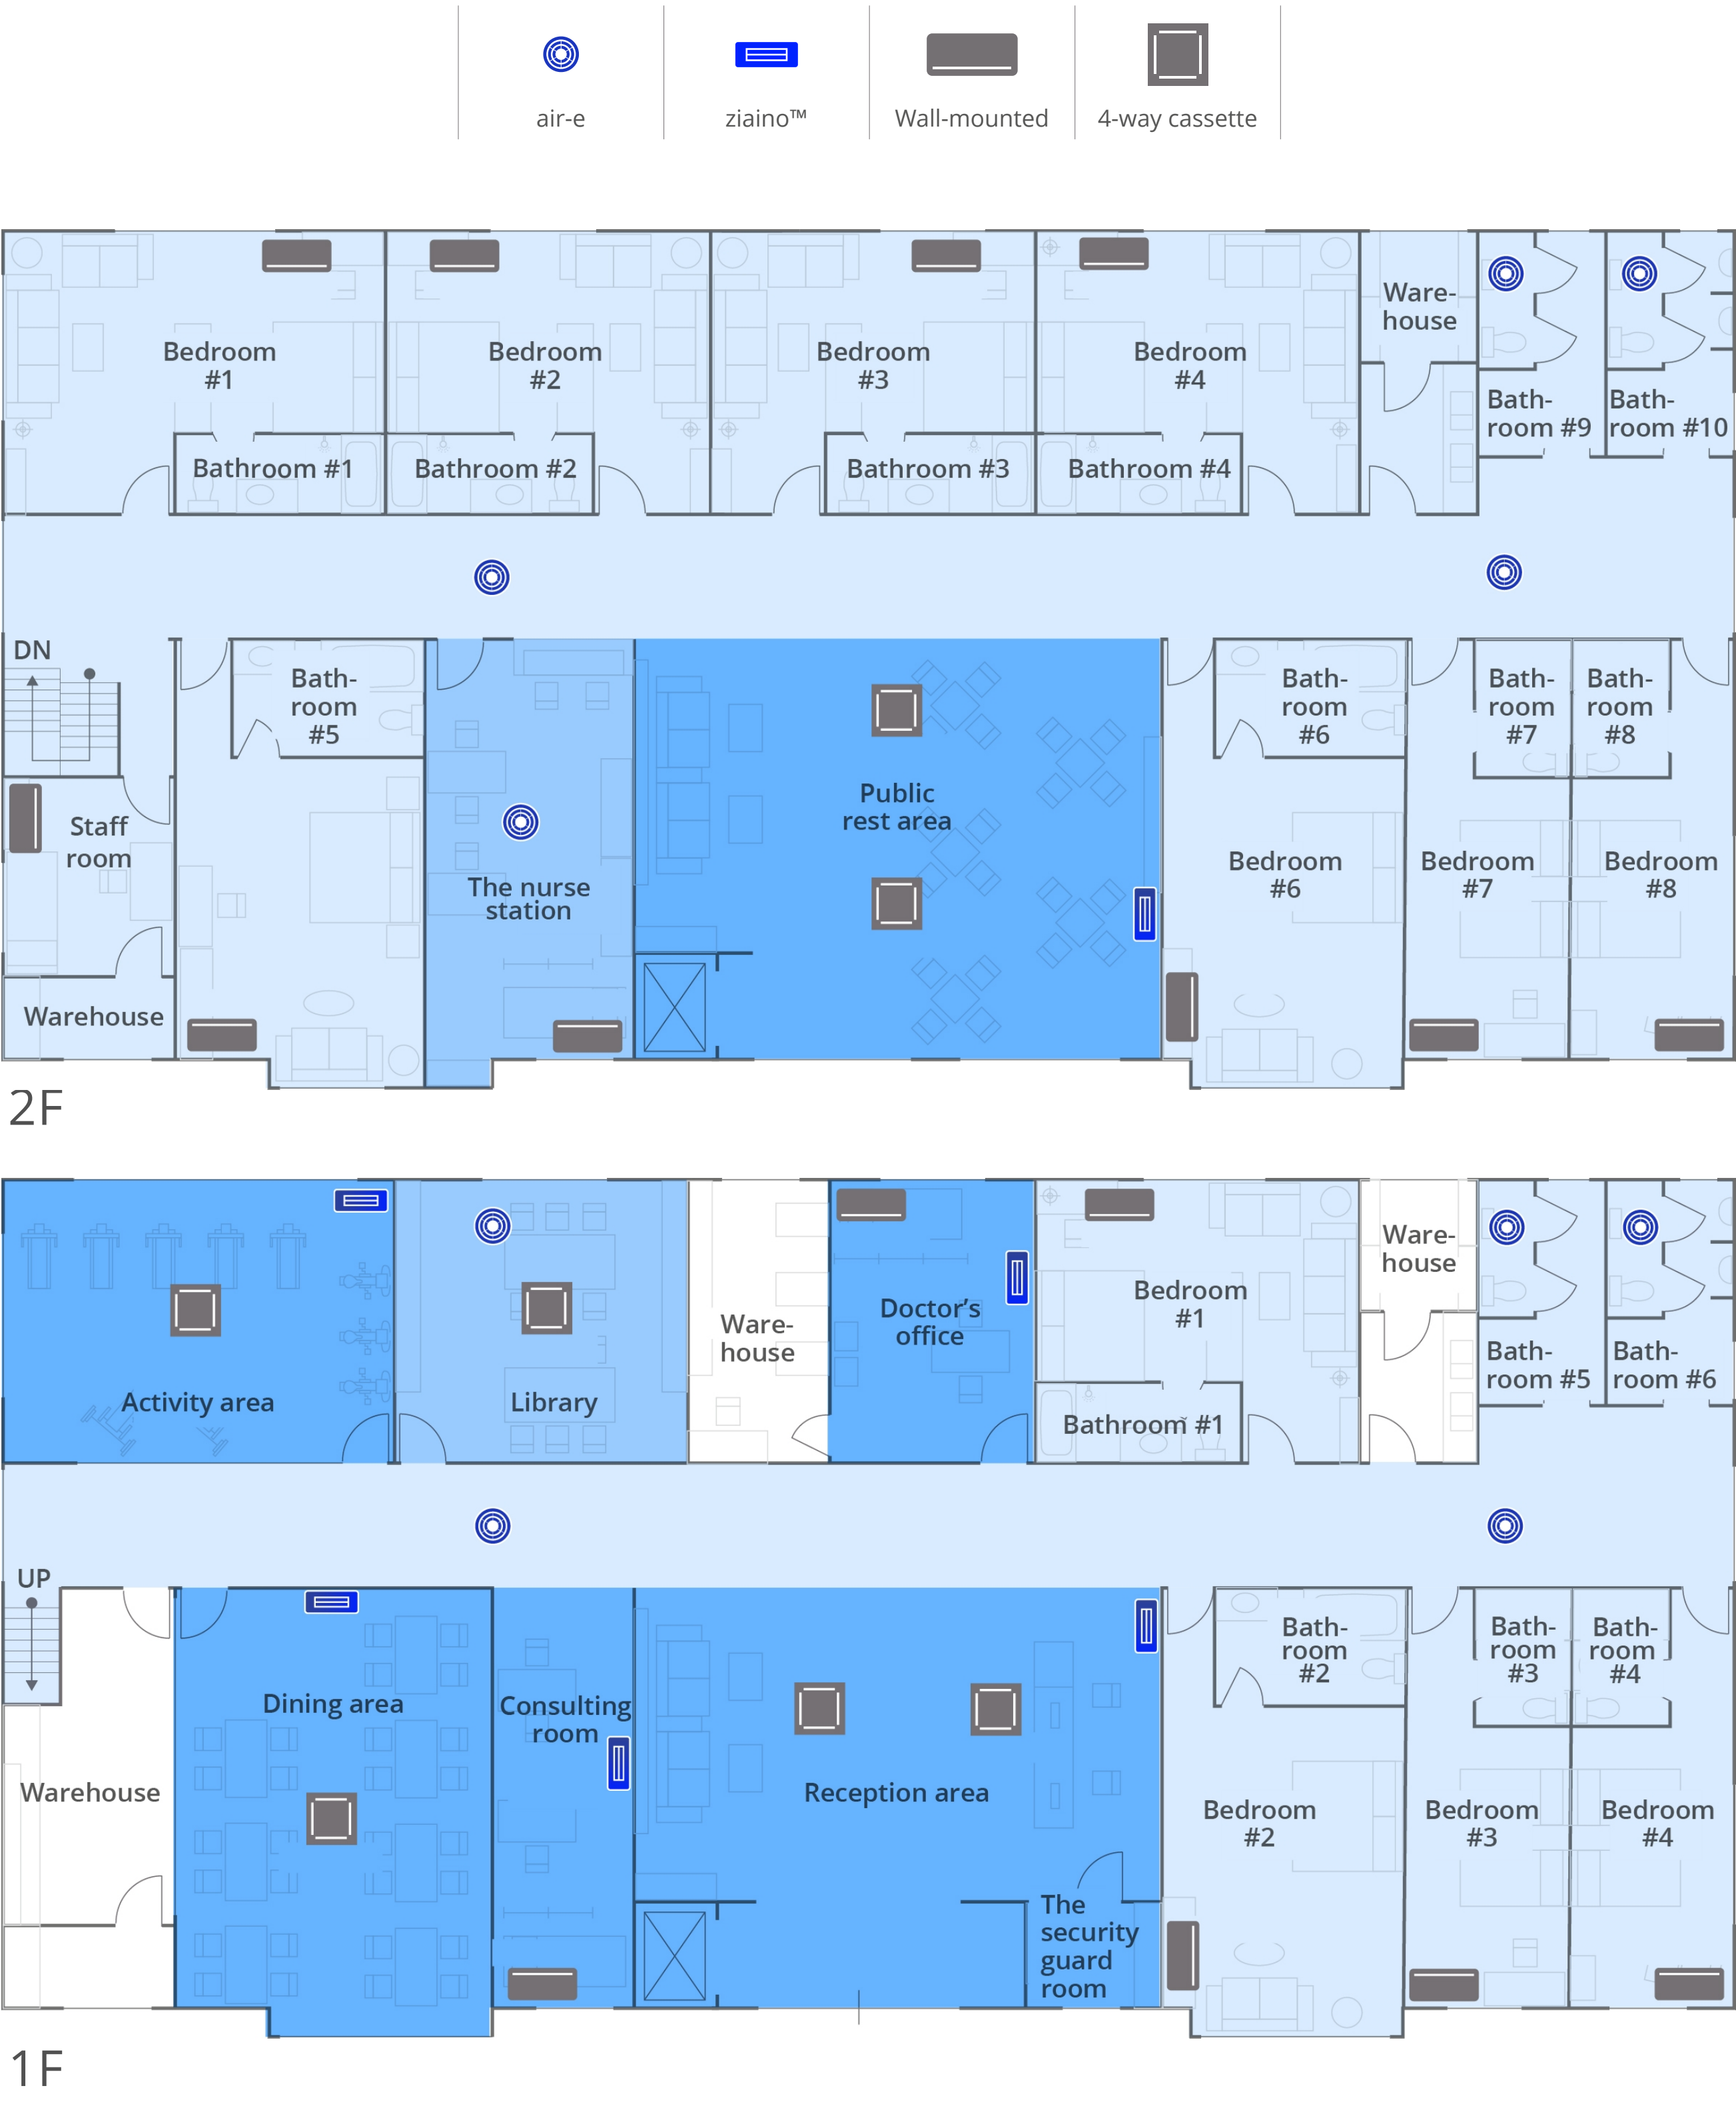 air-e
ziaino™
Wall-mounted
4-way cassette
Bedroom
#1
Bedroom
#2
Bedroom
#3
Bedroom
#4
Ware-
house
Bath-
room #9
Bath-
room #10
Bathroom #1
Bathroom #2
Bathroom #3
Bathroom #4
DN
Bath-
room
#5
Bath-
room
#6
Bath-
room
#7
Bath-
room
#8
Staff
room
The nurse
station
Public
rest area
Bedroom
#6
Bedroom
#7
Bedroom
#8
Warehouse
2F
Activity area
Library
Ware-
house
Doctor's
office
Bedroom
#1
Bathroom #1
Ware-
house
Bath-
room #5
Bath-
room #6
UP
Warehouse
Dining area
Consulting
room
Reception area
The
security
guard
room
Bath-
room
#2
Bath-
room
#3
Bath-
room
#4
Bedroom
#2
Bedroom
#3
Bedroom
#4
1F